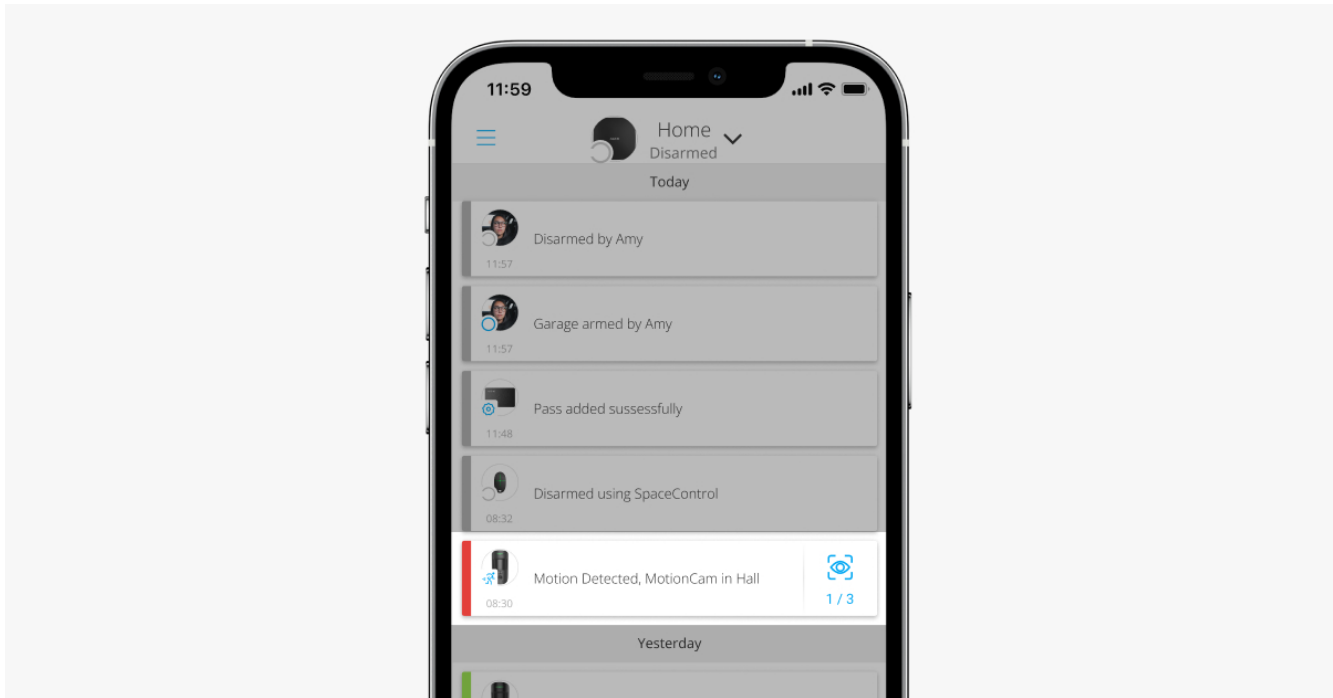 11:59
Home
Disarmed
Today
Disarmed by Amy
11:57
Garage armed by Amy
11:57
Pass added sussessfully
11:48
Disarmed using SpaceControl
08:32
Motion Detected, MotionCam in Hall
1 / 3
08:30
Yesterday